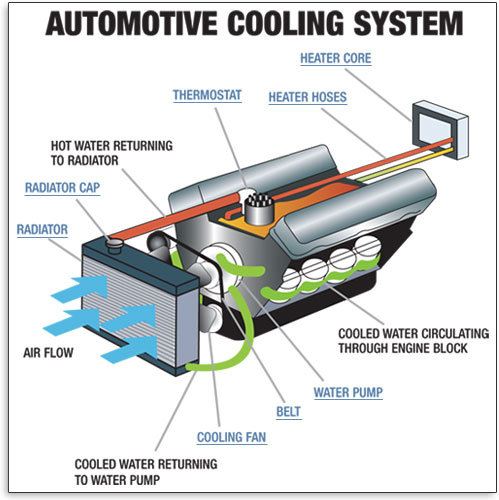 AUTOMOTIVE COOLING SYSTEM
HEATER CORE
THERMOSTAT
HEATER HOSES
HOT WATER RETURNING
TO RADIATOR
RADIATOR CAP
RADIATOR
AIR FLOW
COOLED WATER CIRCULATING
THROUGH ENGINE BLOCK
WATER PUMP
BELT
COOLING FAN
COOLED WATER RETURNING
TO WATER PUMP